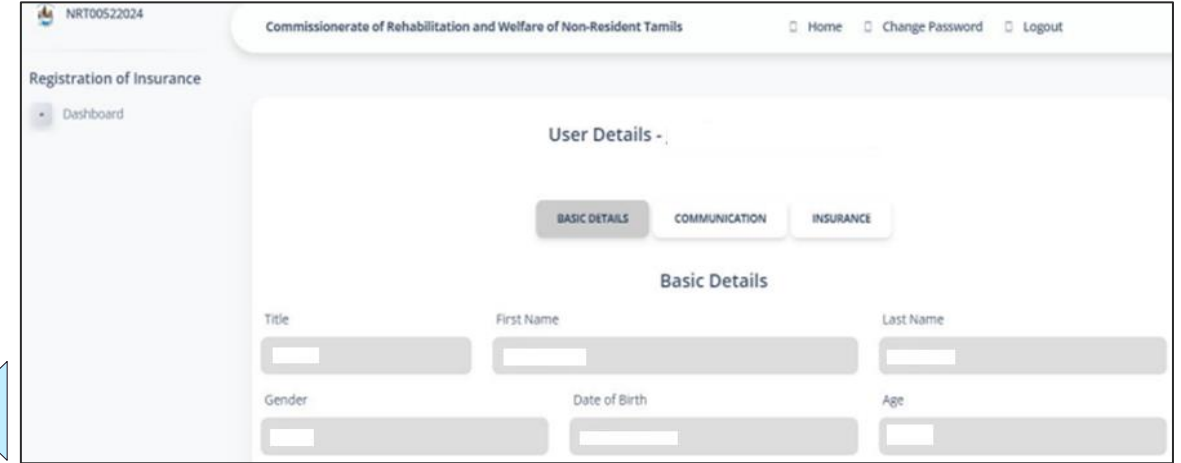 NRT00522024
Commissionerate of Rehabilitation and Welfare of Non-Resident Tamils Home Change Password Logout
Registration of Insurance
Dashboard
User Details -
BASIC DETAILS COMMUNICATION INSURANCE
Basic Details
Title First Name Last Name
Gender Date of Birth Age